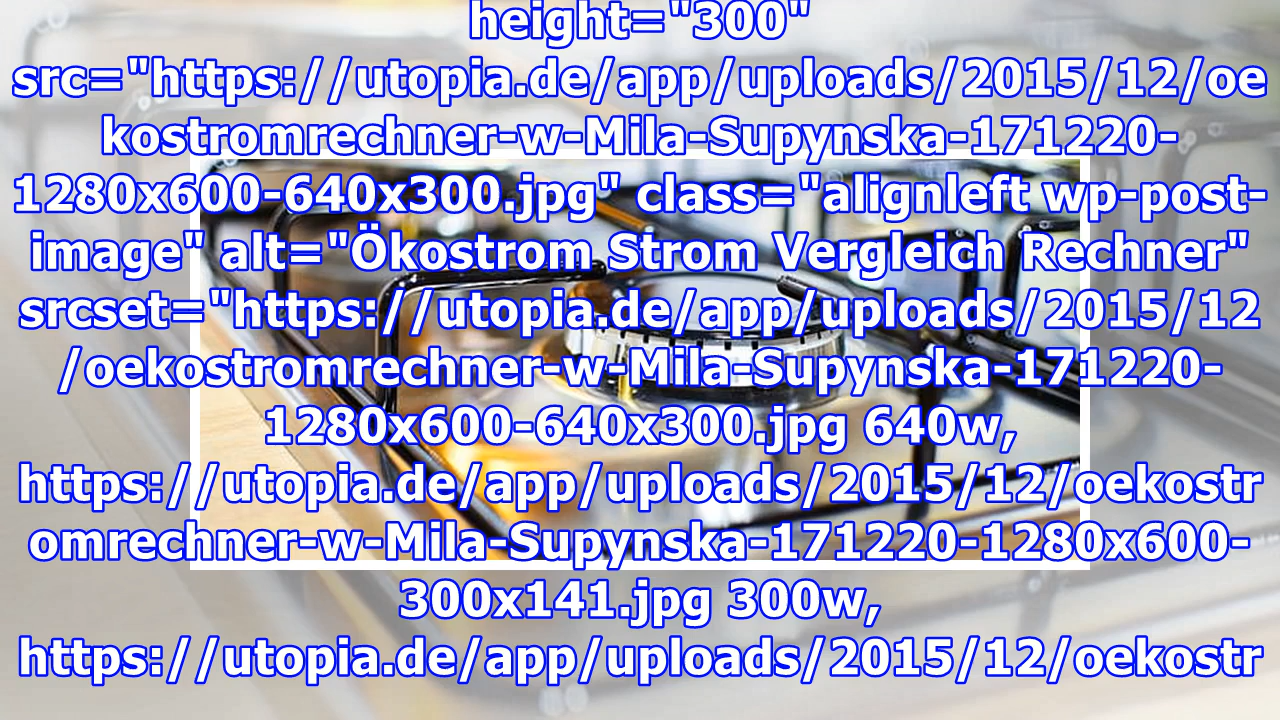 height="300"
src="https://utopia.de/app/uploads/2015/12/oe
kostromrechner-w-Mila-Supynska-171220-
1280x600-640x300.jpg" class="alignleft wp-post-
image" alt="Ökostrom Strom Vergleich Rechner"
srcset="https://utopia.de/app/uploads/2015/12
/oekostromrechner-w-Mila-Supynska-171220-
1280x600-640x300.jpg 640w,
https://utopia.de/app/uploads/2015/12/oekostr
omrechner-w-Mila-Supynska-171220-1280x600-
300x141.jpg 300w,
https://utopia.de/app/uploads/2015/12/oekostr